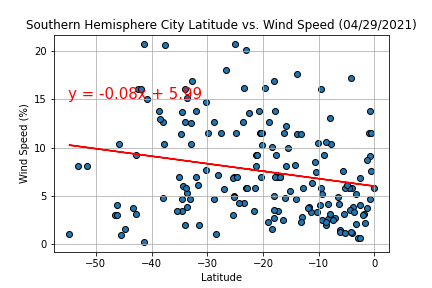 Southern Hemisphere City Latitude vs. Wind Speed (04/29/2021)
20
15
10
5
0
Wind Speed (%)
y = -0.08x + 5.99
−50
−40
−30
−20
−10
0
Latitude